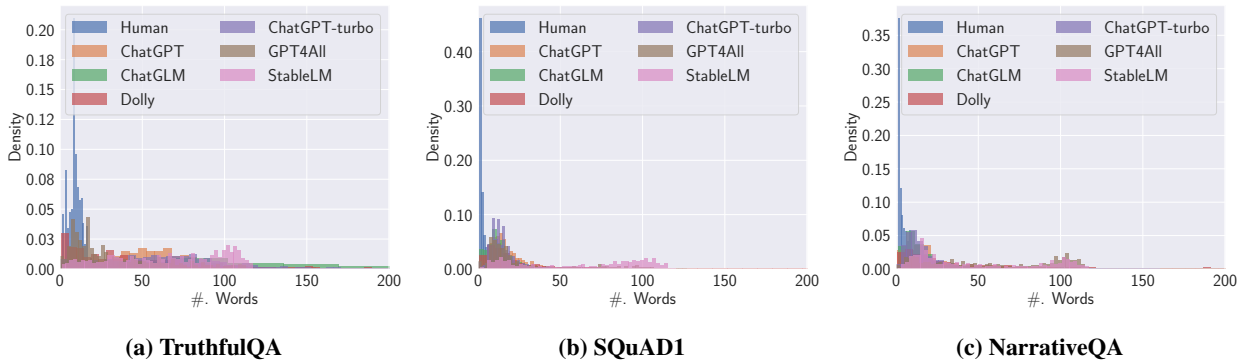 0.20
0.17
0.15
0.12
0.10
0.08
0.05
0.03
0.00
Density
Human
ChatGPT
ChatGLM
Dolly
ChatGPT-turbo
GPT4All
StableLM
0 50 100 150 200
#. Words
(a) TruthfulQA
0.40
0.30
0.20
0.10
0.00
Density
Human
ChatGPT
ChatGLM
Dolly
ChatGPT-turbo
GPT4All
StableLM
0 50 100 150 200
#. Words
(b) SQuAD1
0.35
0.30
0.25
0.20
0.15
0.10
0.05
0.00
Density
Human
ChatGPT
ChatGLM
Dolly
ChatGPT-turbo
GPT4All
StableLM
0 50 100 150 200
#. Words
(c) NarrativeQA